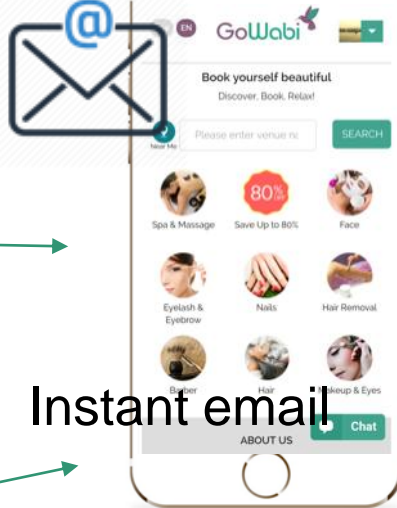 @
EN
GoWabi
Book yourself beautiful
Discover, Book, Relax!
Near Me
Please enter venue na
SEARCH
80%
Spa & Massage
Save Up to 80%
Face
Eyelash &
Eyebrow
Nails
Hair Removal
Barber
Hair
Makeup & Eyes
Instant email
Chat
ABOUT US